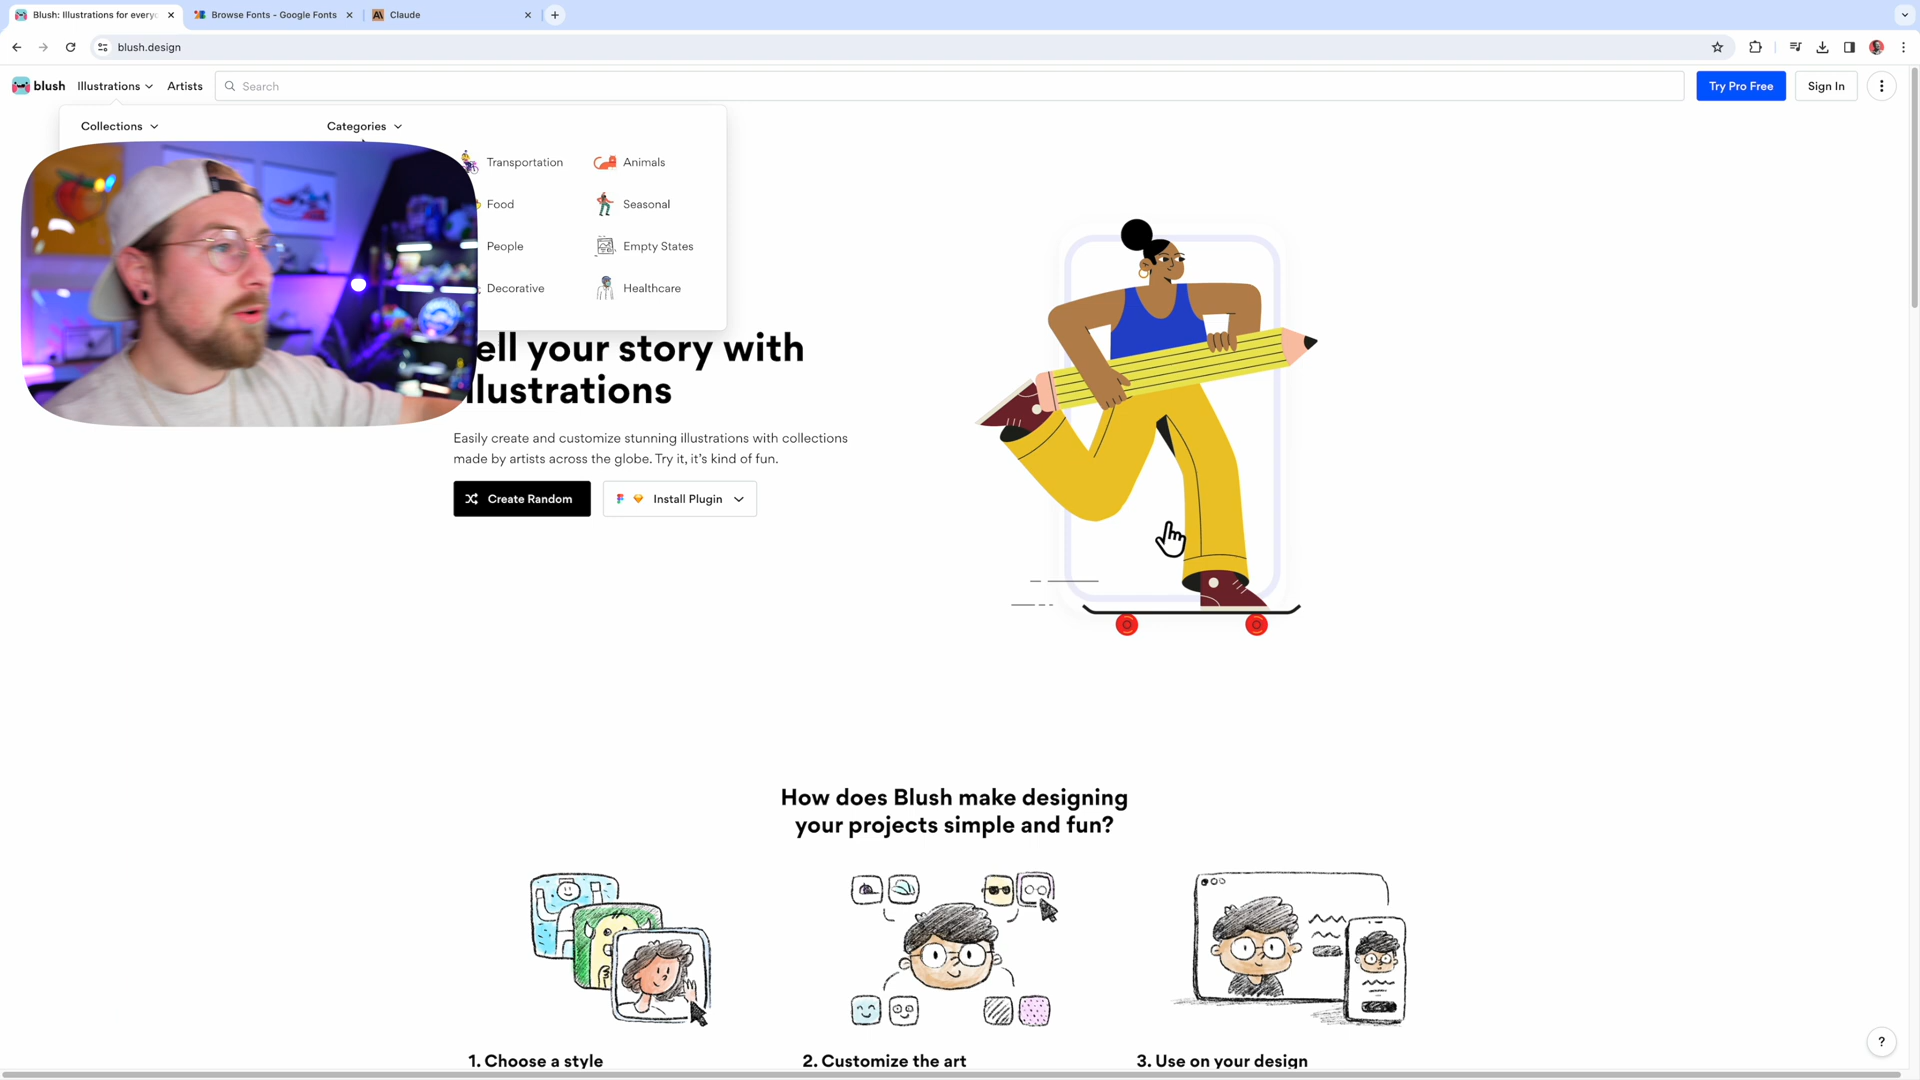 Blush: Illustrations for every
Browse Fonts - Google Fonts
Claude
blush.design
blush
Illustrations
Artists
Search
Try Pro Free
Sign In
Collections
Categories
Transportation
Animals
Food
Seasonal
People
Empty States
Decorative
Healthcare
ell your story with
llustrations
Easily create and customize stunning illustrations with collections
made by artists across the globe. Try it, it's kind of fun.
Create Random
Install Plugin
How does Blush make designing
your projects simple and fun?
1. Choose a style
2. Customize the art
3. Use on your design
?